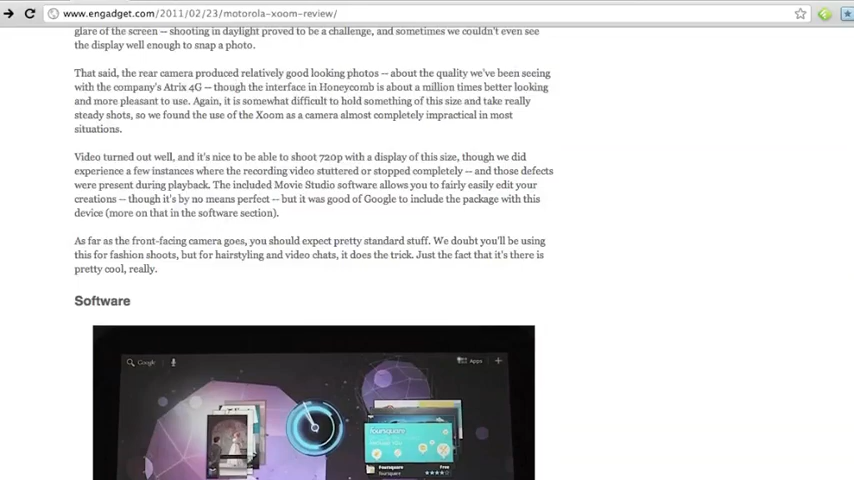 www.engadget.com/2011/02/23/motorola-xoom-review/
glare of the screen -- shooting in daylight proved to be a challenge, and sometimes we couldn't even see
the display well enough to snap a photo.
That said, the rear camera produced relatively good looking photos -- about the quality we've been seeing
with the company's Atrix 4G -- though the interface in Honeycomb is about a million times better looking
and more pleasant to use. Again, it is somewhat difficult to hold something of this size and take really
steady shots, so we found the use of the Xoom as a camera almost completely impractical in most
situations.
Video turned out well, and it's nice to be able to shoot 720p with a display of this size, though we did
experience a few instances where the recording video stuttered or stopped completely -- and those defects
were present during playback. The included Movie Studio software allows you to fairly easily edit your
creations -- though it's by no means perfect -- but it was good of Google to include the package with this
device (more on that in the software section).
As far as the front-facing camera goes, you should expect pretty standard stuff. We doubt you'll be using
this for fashion shoots, but for hairstyling and video chats, it does the trick. Just the fact that it's there is
pretty cool, really.
Software
Google
Apps
foursquare
Foursquare
Free
foursquare